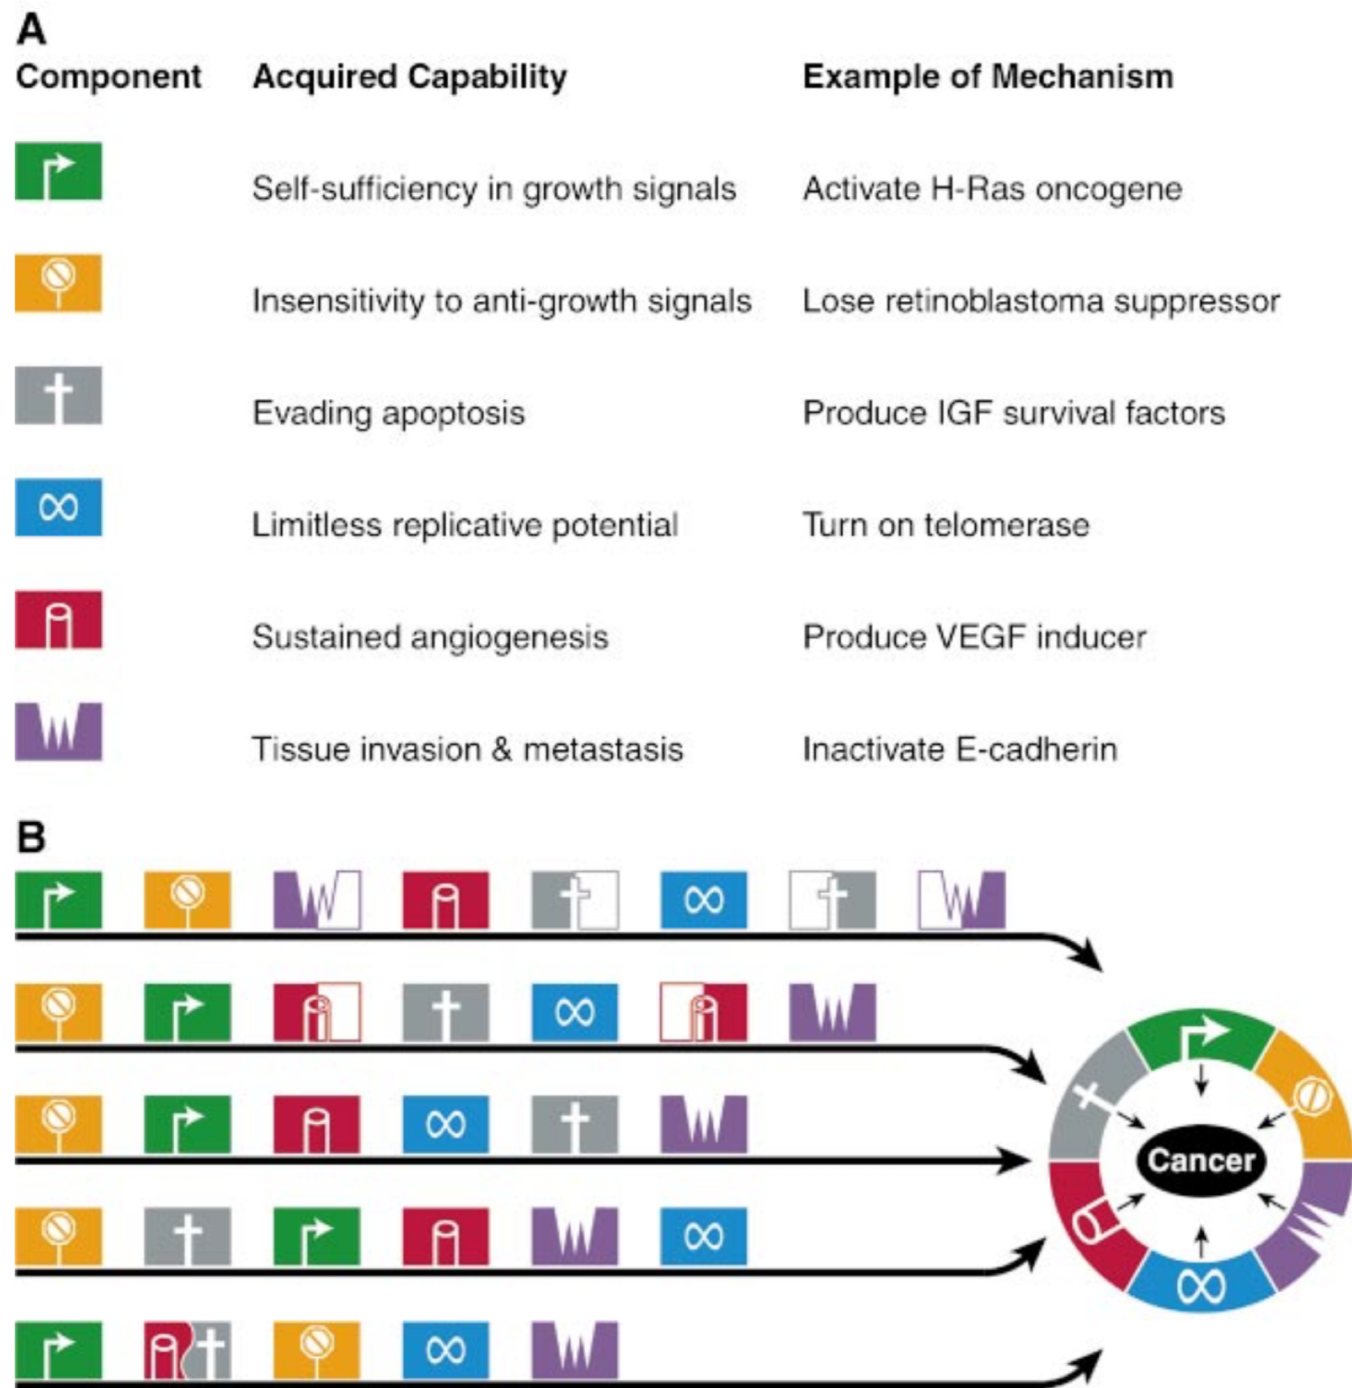 A
Component Acquired Capability Example of Mechanism
Self-sufficiency in growth signals Activate H-Ras oncogene
Insensitivity to anti-growth signals Lose retinoblastoma suppressor
Evading apoptosis Produce IGF survival factors
Limitless replicative potential Turn on telomerase
Sustained angiogenesis Produce VEGF inducer
Tissue invasion & metastasis Inactivate E-cadherin
B
Cancer